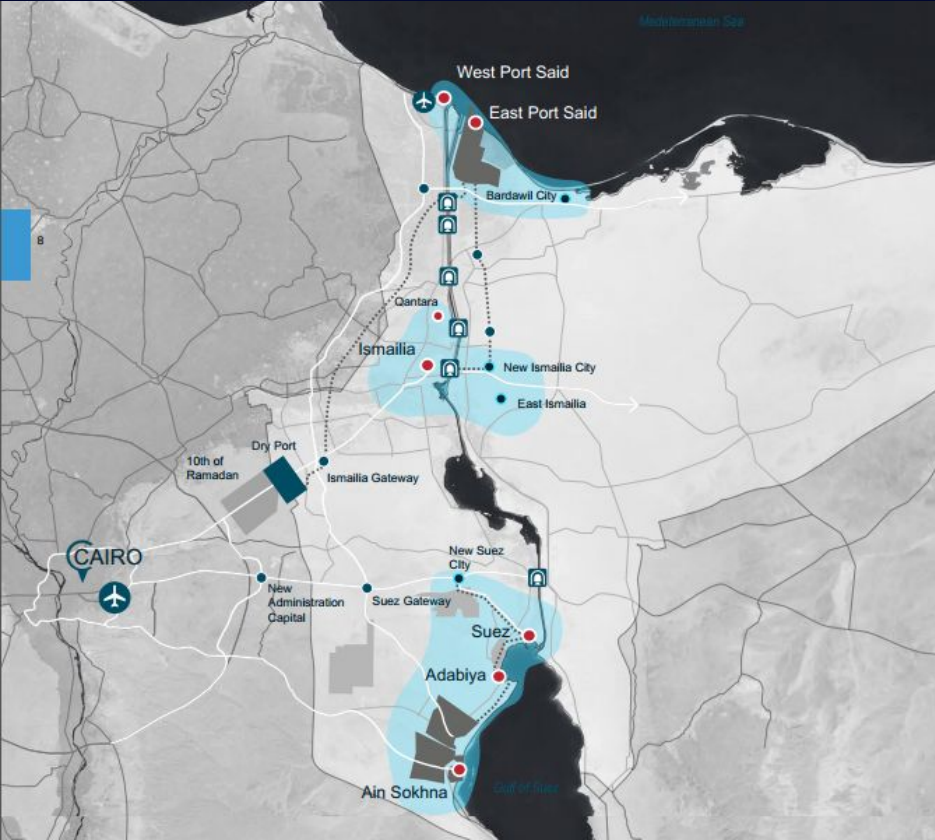 Mediterranean Sea
West Port Said
East Port Said
Bardawil City
8
Qantara
Ismailia
New Ismailia City
East Ismailia
Dry Port
10th of
Ramadan
Ismailia Gateway
CAIRO
New Suez
City
New
Administration
Capital
Suez Gateway
Suez
Adabiya
Ain Sokhna
Gulf of Suez